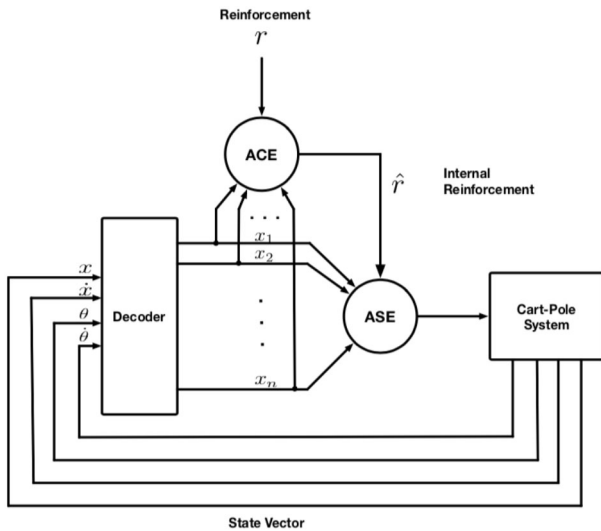 Reinforcement
r
ACE
r̂
Internal
Reinforcement
. . .
x₁
x₂
x
ẋ
θ
θ̇
Decoder
.
.
.
ASE
Cart-Pole
System
xₙ
State Vector